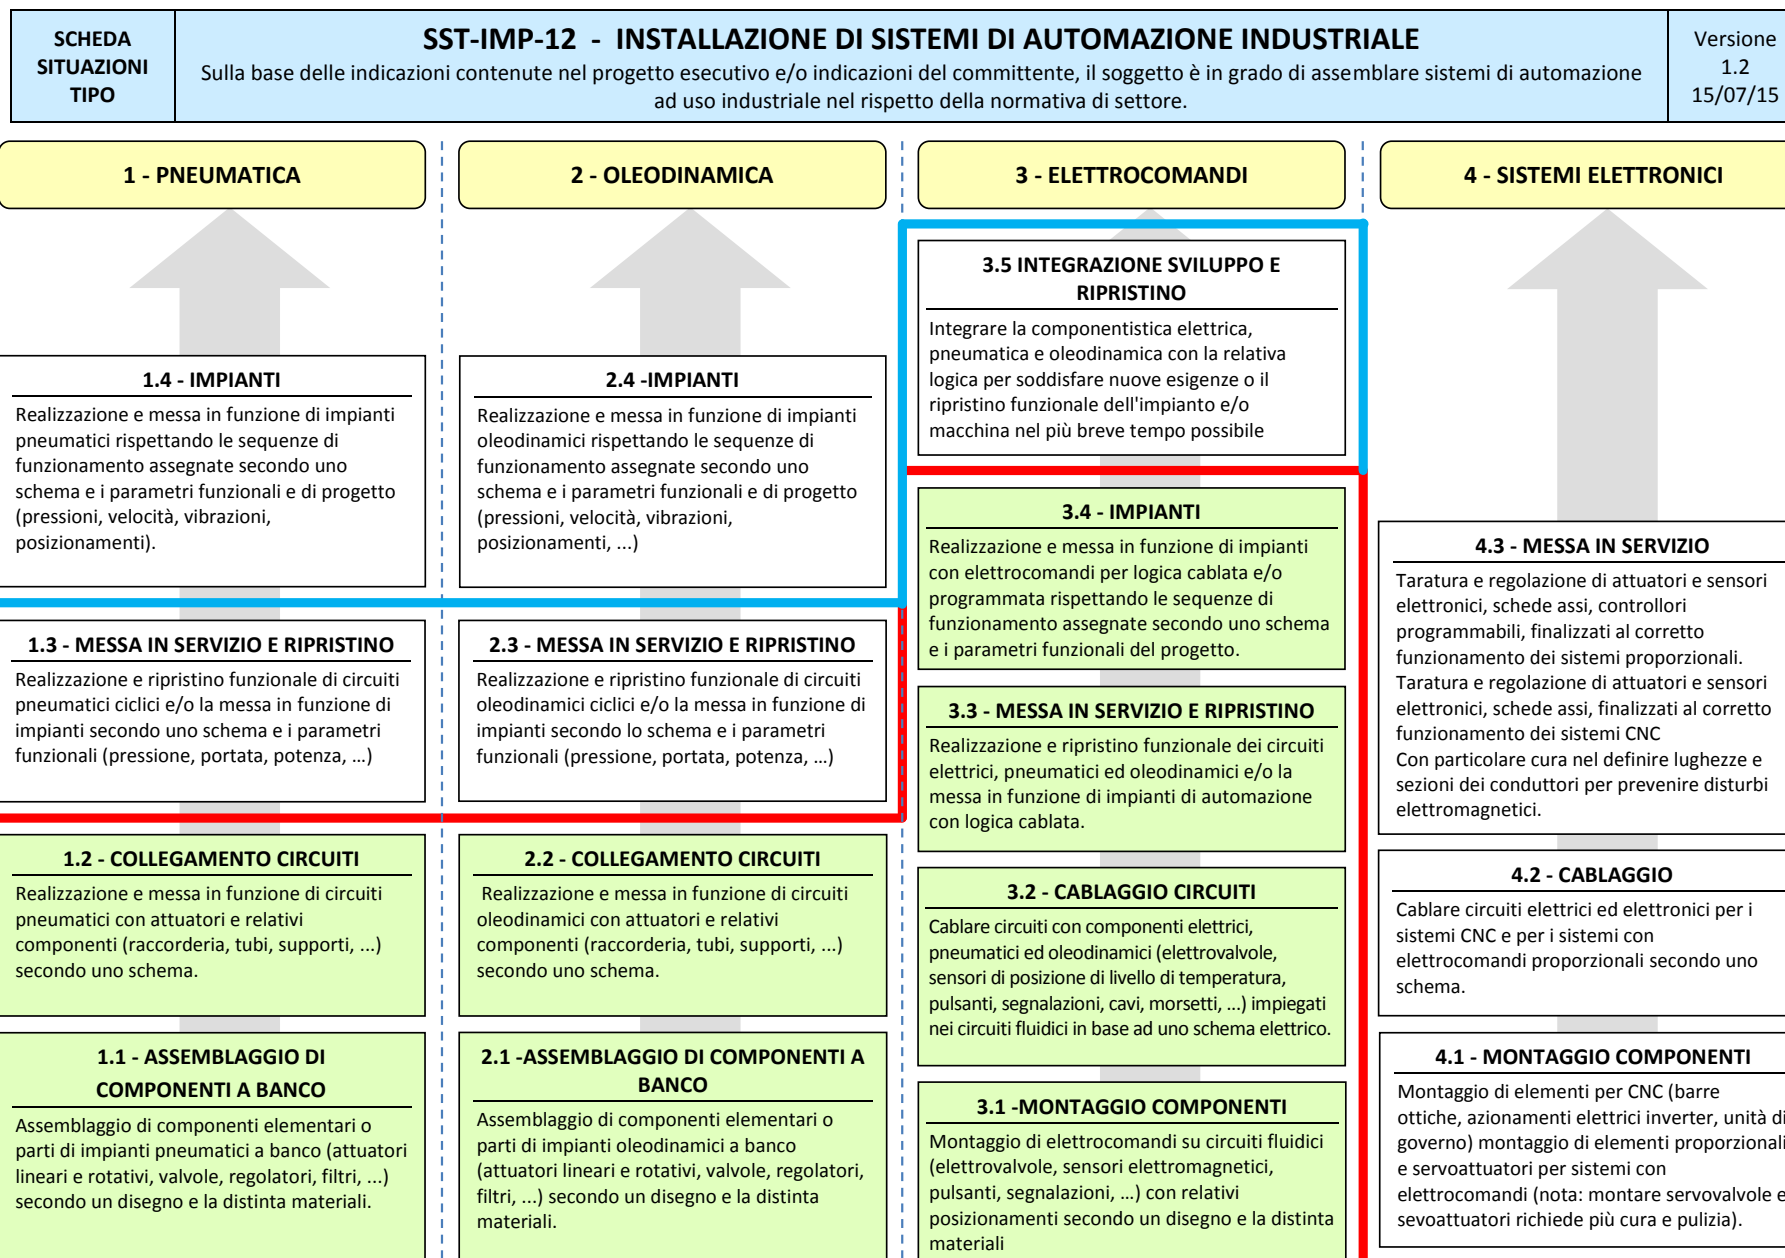 SCHEDA
SITUAZIONI
TIPO
SST-IMP-12 - INSTALLAZIONE DI SISTEMI DI AUTOMAZIONE INDUSTRIALE
Sulla base delle indicazioni contenute nel progetto esecutivo e/o indicazioni del committente, il soggetto è in grado di assemblare sistemi di automazione
ad uso industriale nel rispetto della normativa di settore.
Versione
1.2
15/07/15
1 - PNEUMATICA
1.4 - IMPIANTI
Realizzazione e messa in funzione di impianti
pneumatici rispettando le sequenze di
funzionamento assegnate secondo uno
schema e i parametri funzionali e di progetto
(pressioni, velocità, vibrazioni,
posizionamenti).
1.3 - MESSA IN SERVIZIO E RIPRISTINO
Realizzazione e ripristino funzionale di circuiti
pneumatici ciclici e/o la messa in funzione di
impianti secondo uno schema e i parametri
funzionali (pressione, portata, potenza, ...)
1.2 - COLLEGAMENTO CIRCUITI
Realizzazione e messa in funzione di circuiti
pneumatici con attuatori e relativi
componenti (raccorderia, tubi, supporti, ...)
secondo uno schema.
1.1 - ASSEMBLAGGIO DI
COMPONENTI A BANCO
Assemblaggio di componenti elementari o
parti di impianti pneumatici a banco (attuatori
lineari e rotativi, valvole, regolatori, filtri, ...)
secondo un disegno e la distinta materiali.
2 - OLEODINAMICA
2.4 -IMPIANTI
Realizzazione e messa in funzione di impianti
oleodinamici rispettando le sequenze di
funzionamento assegnate secondo uno
schema e i parametri funzionali e di progetto
(pressioni, velocità, vibrazioni,
posizionamenti, ...)
2.3 - MESSA IN SERVIZIO E RIPRISTINO
Realizzazione e ripristino funzionale di circuiti
oleodinamici ciclici e/o la messa in funzione di
impianti secondo lo schema e i parametri
funzionali (pressione, portata, potenza, ...)
2.2 - COLLEGAMENTO CIRCUITI
Realizzazione e messa in funzione di circuiti
oleodinamici con attuatori e relativi
componenti (raccorderia, tubi, supporti, ...)
secondo uno schema.
2.1 -ASSEMBLAGGIO DI COMPONENTI A
BANCO
Assemblaggio di componenti elementari o
parti di impianti oleodinamici a banco
(attuatori lineari e rotativi, valvole, regolatori,
filtri, ...) secondo un disegno e la distinta
materiali.
3 - ELETTROCOMANDI
3.5 INTEGRAZIONE SVILUPPO E
RIPRISTINO
Integrare la componentistica elettrica,
pneumatica e oleodinamica con la relativa
logica per soddisfare nuove esigenze o il
ripristino funzionale dell'impianto e/o
macchina nel più breve tempo possibile
3.4 - IMPIANTI
Realizzazione e messa in funzione di impianti
con elettrocomandi per logica cablata e/o
programmata rispettando le sequenze di
funzionamento assegnate secondo uno schema
e i parametri funzionali del progetto.
3.3 - MESSA IN SERVIZIO E RIPRISTINO
Realizzazione e ripristino funzionale dei circuiti
elettrici, pneumatici ed oleodinamici e/o la
messa in funzione di impianti di automazione
con logica cablata.
3.2 - CABLAGGIO CIRCUITI
Cablare circuiti con componenti elettrici,
pneumatici ed oleodinamici (elettrovalvole,
sensori di posizione di livello di temperatura,
pulsanti, segnalazioni, cavi, morsetti, ...) impiegati
nei circuiti fluidici in base ad uno schema elettrico.
3.1 -MONTAGGIO COMPONENTI
Montaggio di elettrocomandi su circuiti fluidici
(elettrovalvole, sensori elettromagnetici,
pulsanti, segnalazioni, ...) con relativi
posizionamenti secondo un disegno e la distinta
materiali
4 - SISTEMI ELETTRONICI
4.3 - MESSA IN SERVIZIO
Taratura e regolazione di attuatori e sensori
elettronici, schede assi, controllori
programmabili, finalizzati al corretto
funzionamento dei sistemi proporzionali.
Taratura e regolazione di attuatori e sensori
elettronici, schede assi, finalizzati al corretto
funzionamento dei sistemi CNC
Con particolare cura nel definire lughezze e
sezioni dei conduttori per prevenire disturbi
elettromagnetici.
4.2 - CABLAGGIO
Cablare circuiti elettrici ed elettronici per i
sistemi CNC e per i sistemi con
elettrocomandi proporzionali secondo uno
schema.
4.1 - MONTAGGIO COMPONENTI
Montaggio di elementi per CNC (barre
ottiche, azionamenti elettrici inverter, unità di
governo) montaggio di elementi proporzionali
e servoattuatori per sistemi con
elettrocomandi (nota: montare servovalvole e
sevoattuatori richiede più cura e pulizia).